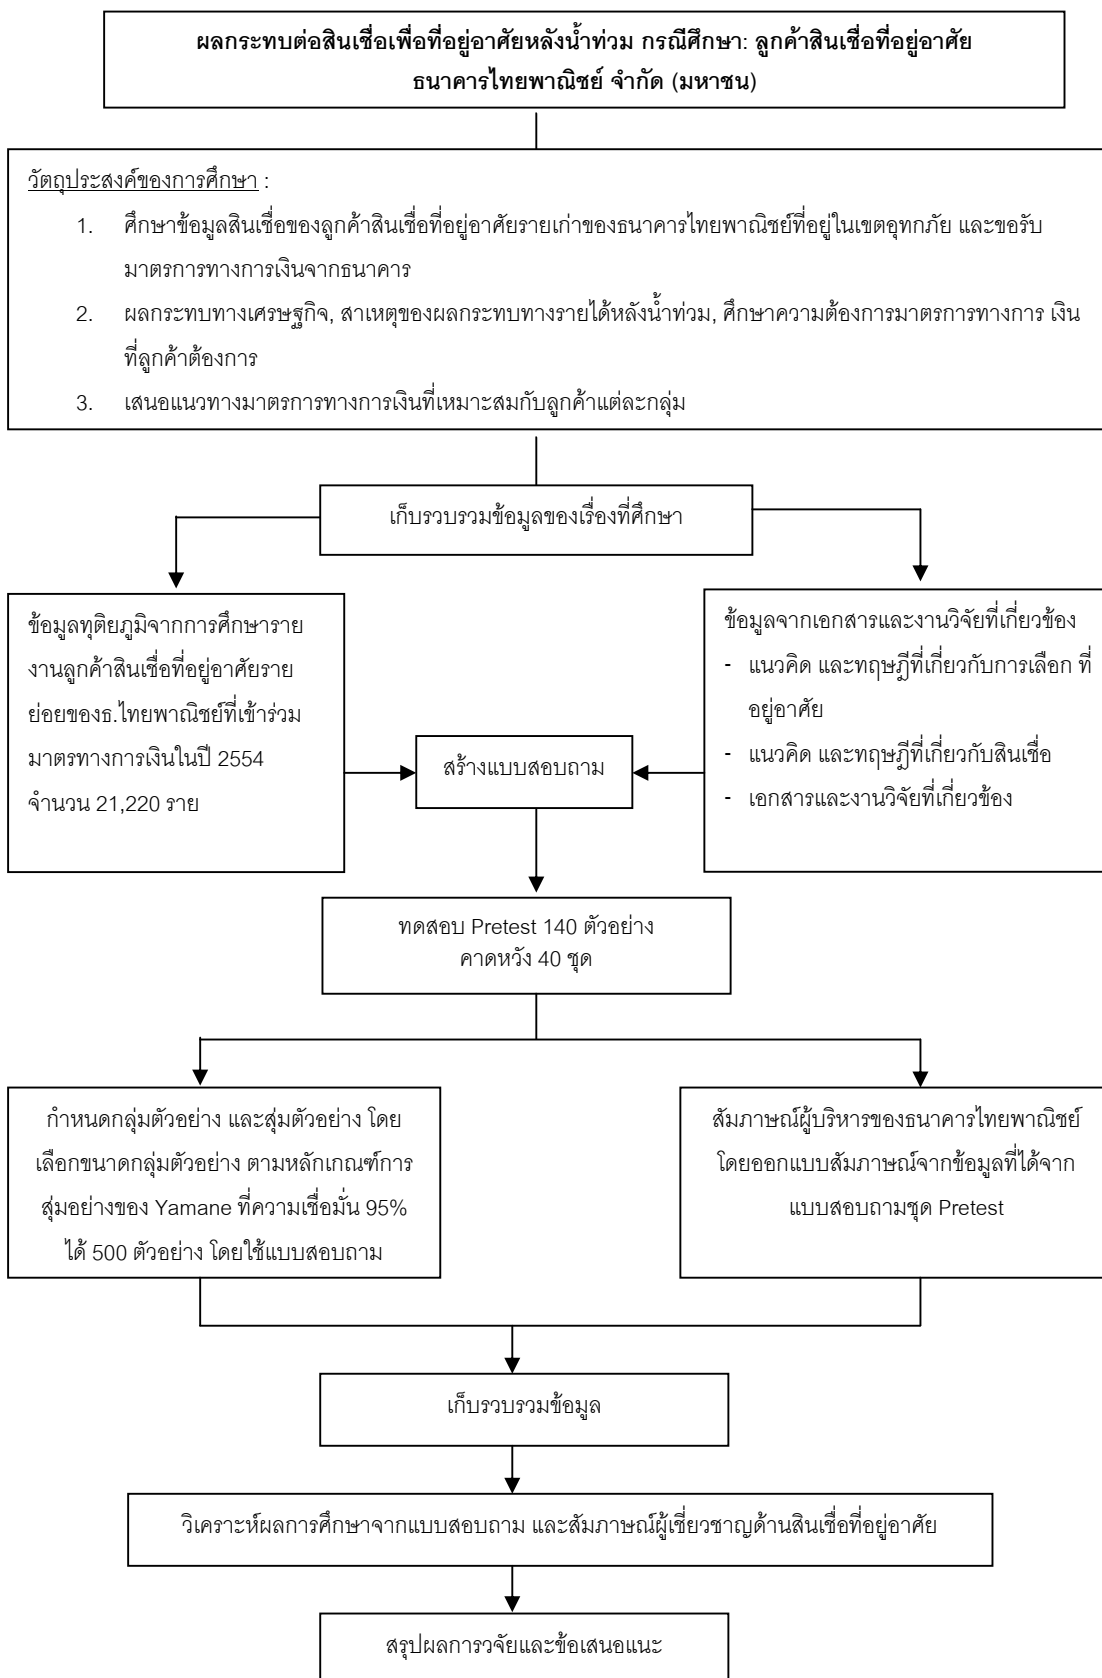 ผลกระทบต่อสินเชื่อเพื่อที่อยู่อาศัยหลังน้ำท่วม กรณีศึกษา: ลูกค้าสินเชื่อที่อยู่อาศัย
ธนาคารไทยพาณิชย์ จำกัด (มหาชน)
วัตถุประสงค์ของการศึกษา :
1. ศึกษาข้อมูลสินเชื่อของลูกค้าสินเชื่อที่อยู่อาศัยรายเก่าของธนาคารไทยพาณิชย์ที่อยู่ในเขตอุทกภัย และขอรับ
มาตรการทางการเงินจากธนาคาร
2. ผลกระทบทางเศรษฐกิจ, สาเหตุของผลกระทบทางรายได้หลังน้ำท่วม, ศึกษาความต้องการมาตรการทางการ เงิน
ที่ลูกค้าต้องการ
3. เสนอแนวทางมาตรการทางการเงินที่เหมาะสมกับลูกค้าแต่ละกลุ่ม
เก็บรวบรวมข้อมูลของเรื่องที่ศึกษา
ข้อมูลทุติยภูมิจากการศึกษาราย
งานลูกค้าสินเชื่อที่อยู่อาศัยราย
ย่อยของธ.ไทยพาณิชย์ที่เข้าร่วม
มาตรทางการเงินในปี 2554
จำนวน 21,220 ราย
ข้อมูลจากเอกสารและงานวิจัยที่เกี่ยวข้อง
- แนวคิด และทฤษฎีที่เกี่ยวกับการเลือก ที่
อยู่อาศัย
- แนวคิด และทฤษฎีที่เกี่ยวกับสินเชื่อ
- เอกสารและงานวิจัยที่เกี่ยวข้อง
สร้างแบบสอบถาม
ทดสอบ Pretest 140 ตัวอย่าง
คาดหวัง 40 ชุด
กำหนดกลุ่มตัวอย่าง และสุ่มตัวอย่าง โดย
เลือกขนาดกลุ่มตัวอย่าง ตามหลักเกณฑ์การ
สุ่มอย่างของ Yamane ที่ความเชื่อมั่น 95%
ได้ 500 ตัวอย่าง โดยใช้แบบสอบถาม
สัมภาษณ์ผู้บริหารของธนาคารไทยพาณิชย์
โดยออกแบบสัมภาษณ์จากข้อมูลที่ได้จาก
แบบสอบถามชุด Pretest
เก็บรวบรวมข้อมูล
วิเคราะห์ผลการศึกษาจากแบบสอบถาม และสัมภาษณ์ผู้เชี่ยวชาญด้านสินเชื่อที่อยู่อาศัย
สรุปผลการวจัยและข้อเสนอแนะ